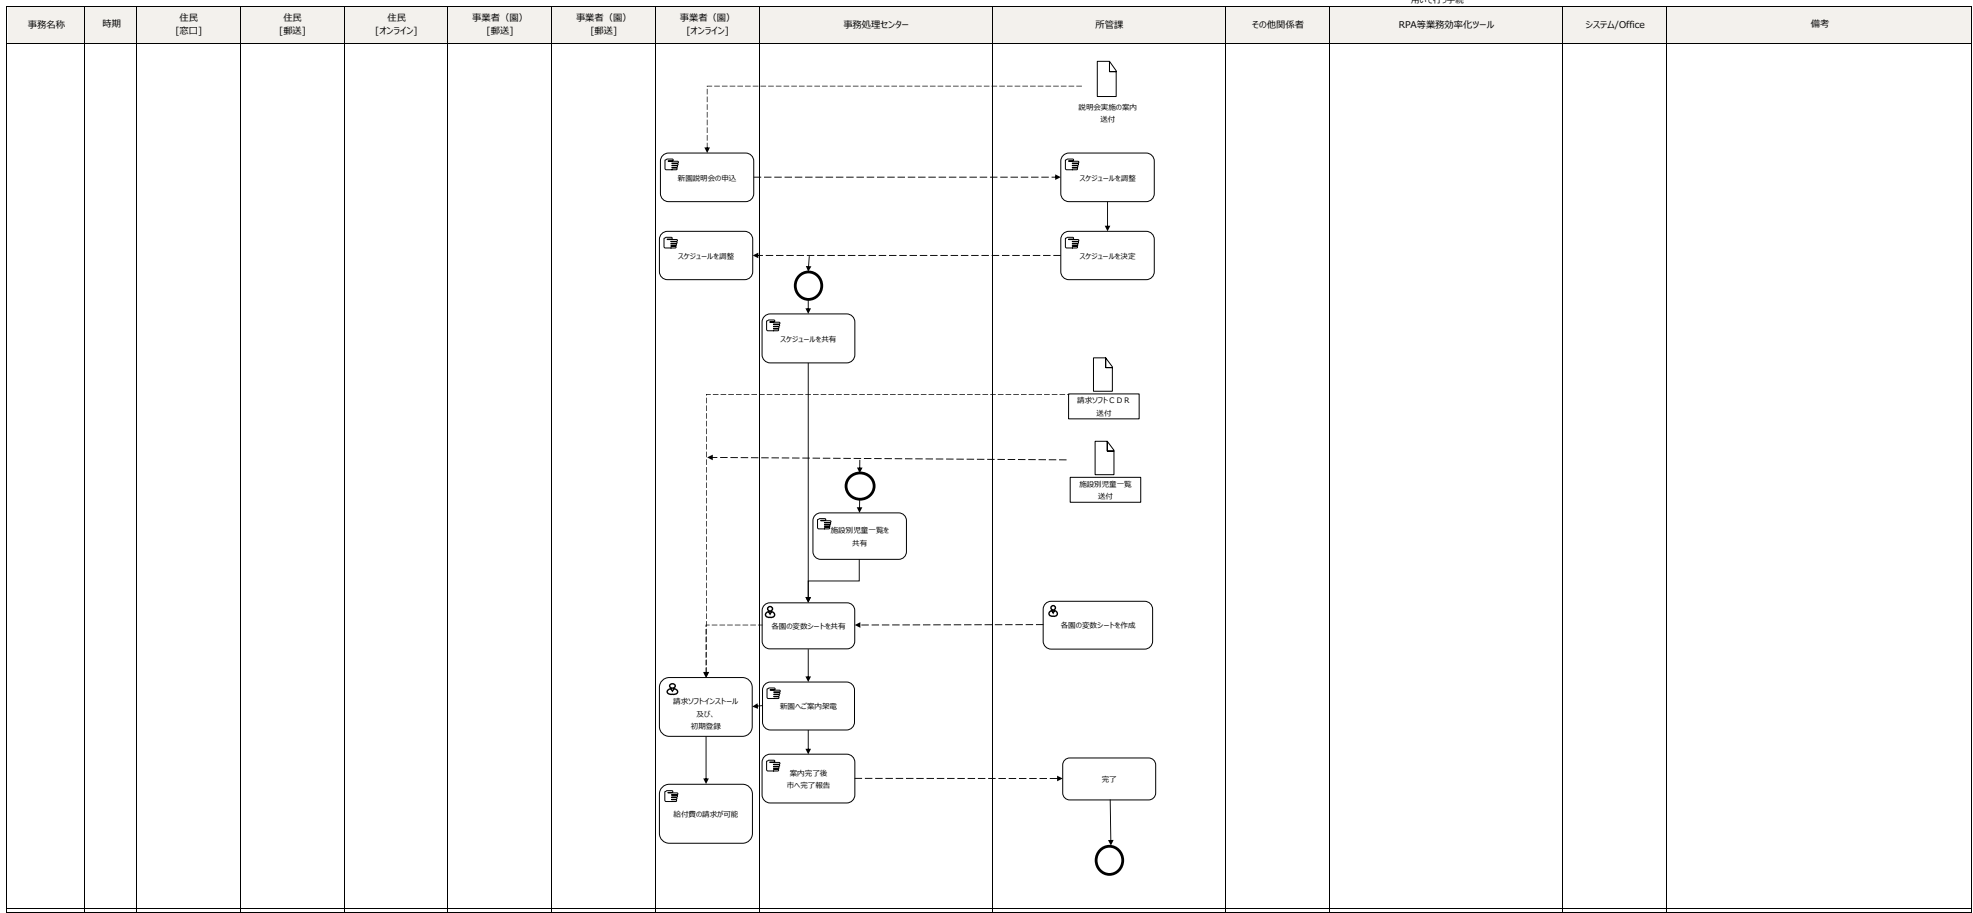 用いて行う手続
事務名称
時期
住民
[窓口]
住民
[郵送]
住民
[オンライン]
事業者（園）
[郵送]
事業者（園）
[郵送]
事業者（園）
[オンライン]
事務処理センター
所管課
その他関係者
RPA等業務効率化ツール
システム/Office
備考
説明会実施の案内
送付
新園説明会の申込
スケジュールを調整
スケジュールを調整
スケジュールを決定
スケジュールを共有
請求ソフトＣＤＲ
送付
施設別児童一覧
送付
施設別児童一覧を
共有
各園の変数シートを共有
各園の変数シートを作成
請求ソフトインストール
及び、
初期登録
新園へご案内架電
案内完了後
市へ完了報告
完了
給付費の請求が可能